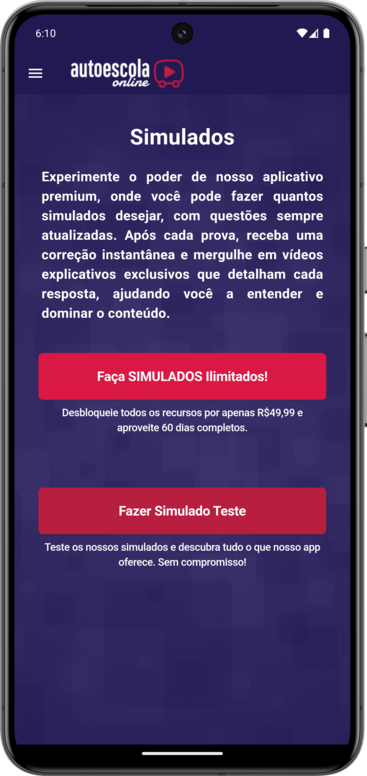 6:10
autoescola
online
Simulados
Experimente o poder de nosso aplicativo
premium, onde você pode fazer quantos
simulados desejar, com questões sempre
atualizadas. Após cada prova, receba uma
correção instantânea e mergulhe em vídeos
explicativos exclusivos que detalham cada
resposta, ajudando você a entender e
dominar o conteúdo.
Faça SIMULADOS Ilimitados!
Desbloqueie todos os recursos por apenas R$49,99 e
aproveite 60 dias completos.
Fazer Simulado Teste
Teste os nossos simulados e descubra tudo o que nosso app
oferece. Sem compromisso!